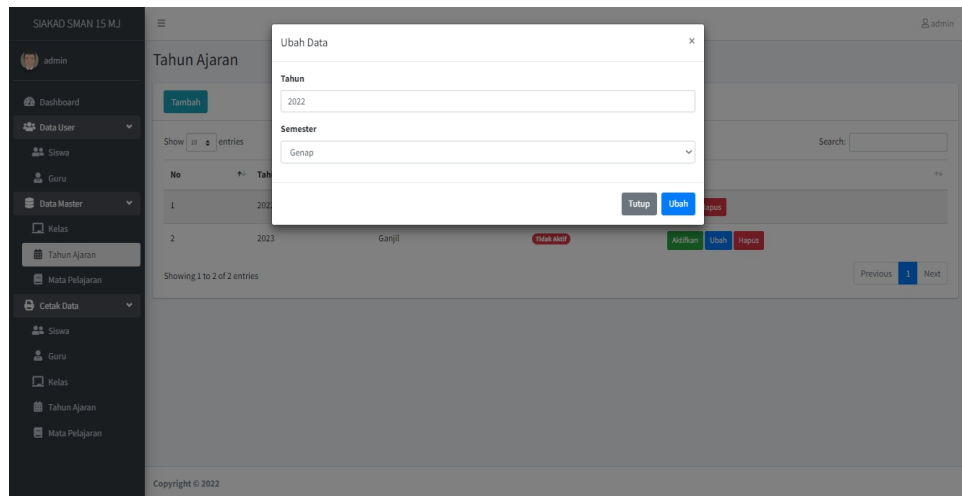 SIAKAD SMAN 15 MJ
admin
admin
Dashboard
Data User
Siswa
Guru
Data Master
Kelas
Tahun Ajaran
Mata Pelajaran
Cetak Data
Siswa
Guru
Kelas
Tahun Ajaran
Mata Pelajaran
Tahun Ajaran
Tambah
Show 10 entries
Search:
No
1
2 2023 Ganjil Tidak Aktif Aktifkan Ubah Hapus
Showing 1 to 2 of 2 entries
Previous 1 Next
Ubah Data ×
Tahun
2022
Semester
Genap
Tutup Ubah
Copyright © 2022